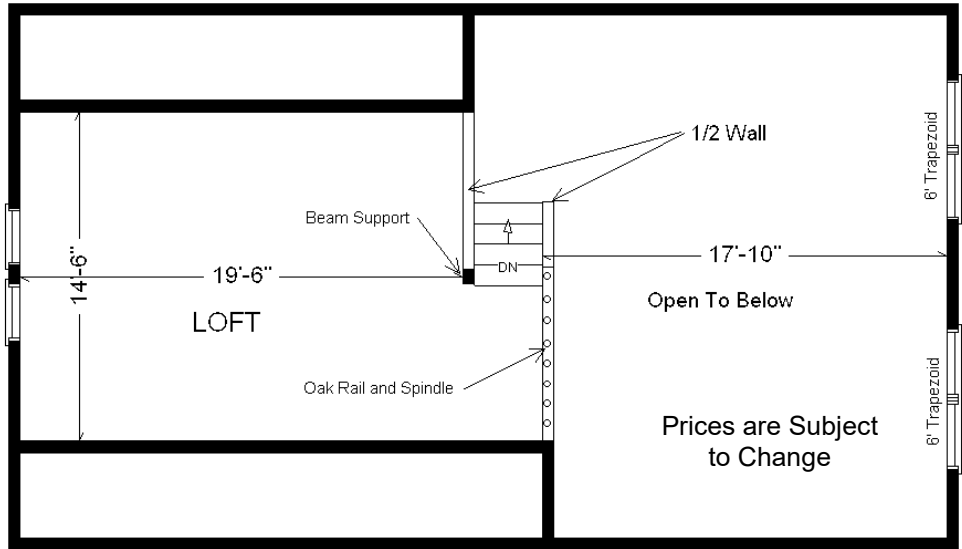 1/2 Wall
6' Trapezoid
Beam Support
DN
17'-10"
19'-6"
14'-6"
Open To Below
LOFT
Oak Rail and Spindle
6' Trapezoid
Prices are Subject
to Change